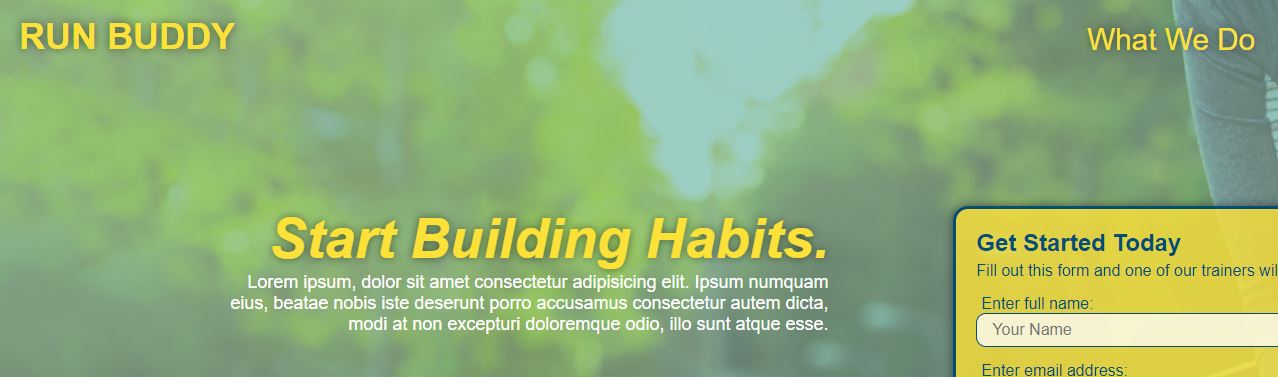 RUN BUDDY
What We Do
Start Building Habits.
Lorem ipsum, dolor sit amet consectetur adipisicing elit. Ipsum numquam
eius, beatae nobis iste deserunt porro accusamus consectetur autem dicta,
modi at non excepturi doloremque odio, illo sunt atque esse.
Get Started Today
Fill out this form and one of our trainers
Enter full name:
Your Name
Enter email address: